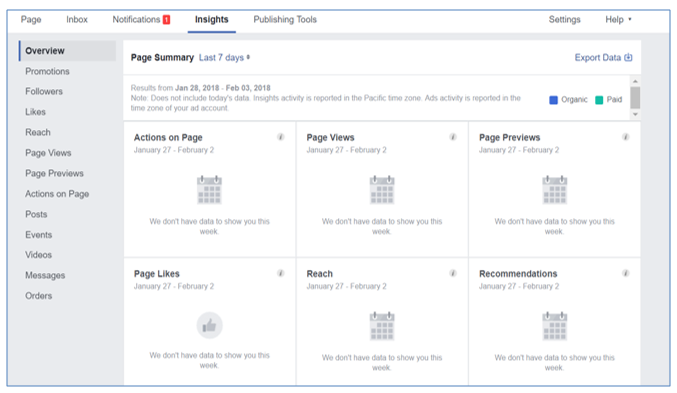 Page Inbox Notifications 1 Insights Publishing Tools Settings Help
Overview
Promotions
Followers
Likes
Reach
Page Views
Page Previews
Actions on Page
Posts
Events
Videos
Messages
Orders
Page Summary Last 7 days
Export Data
Results from Jan 28, 2018 - Feb 03, 2018
Note: Does not include today's data. Insights activity is reported in the Pacific time zone. Ads activity is reported in the
time zone of your ad account.
Organic Paid
Actions on Page
January 27 - February 2
We don't have data to show you this
week.
Page Views
January 27 - February 2
We don't have data to show you this
week.
Page Previews
January 27 - February 2
We don't have data to show you this
week.
Page Likes
January 27 - February 2
We don't have data to show you this
week.
Reach
January 27 - February 2
We don't have data to show you this
week.
Recommendations
January 27 - February 2
We don't have data to show you this
week.